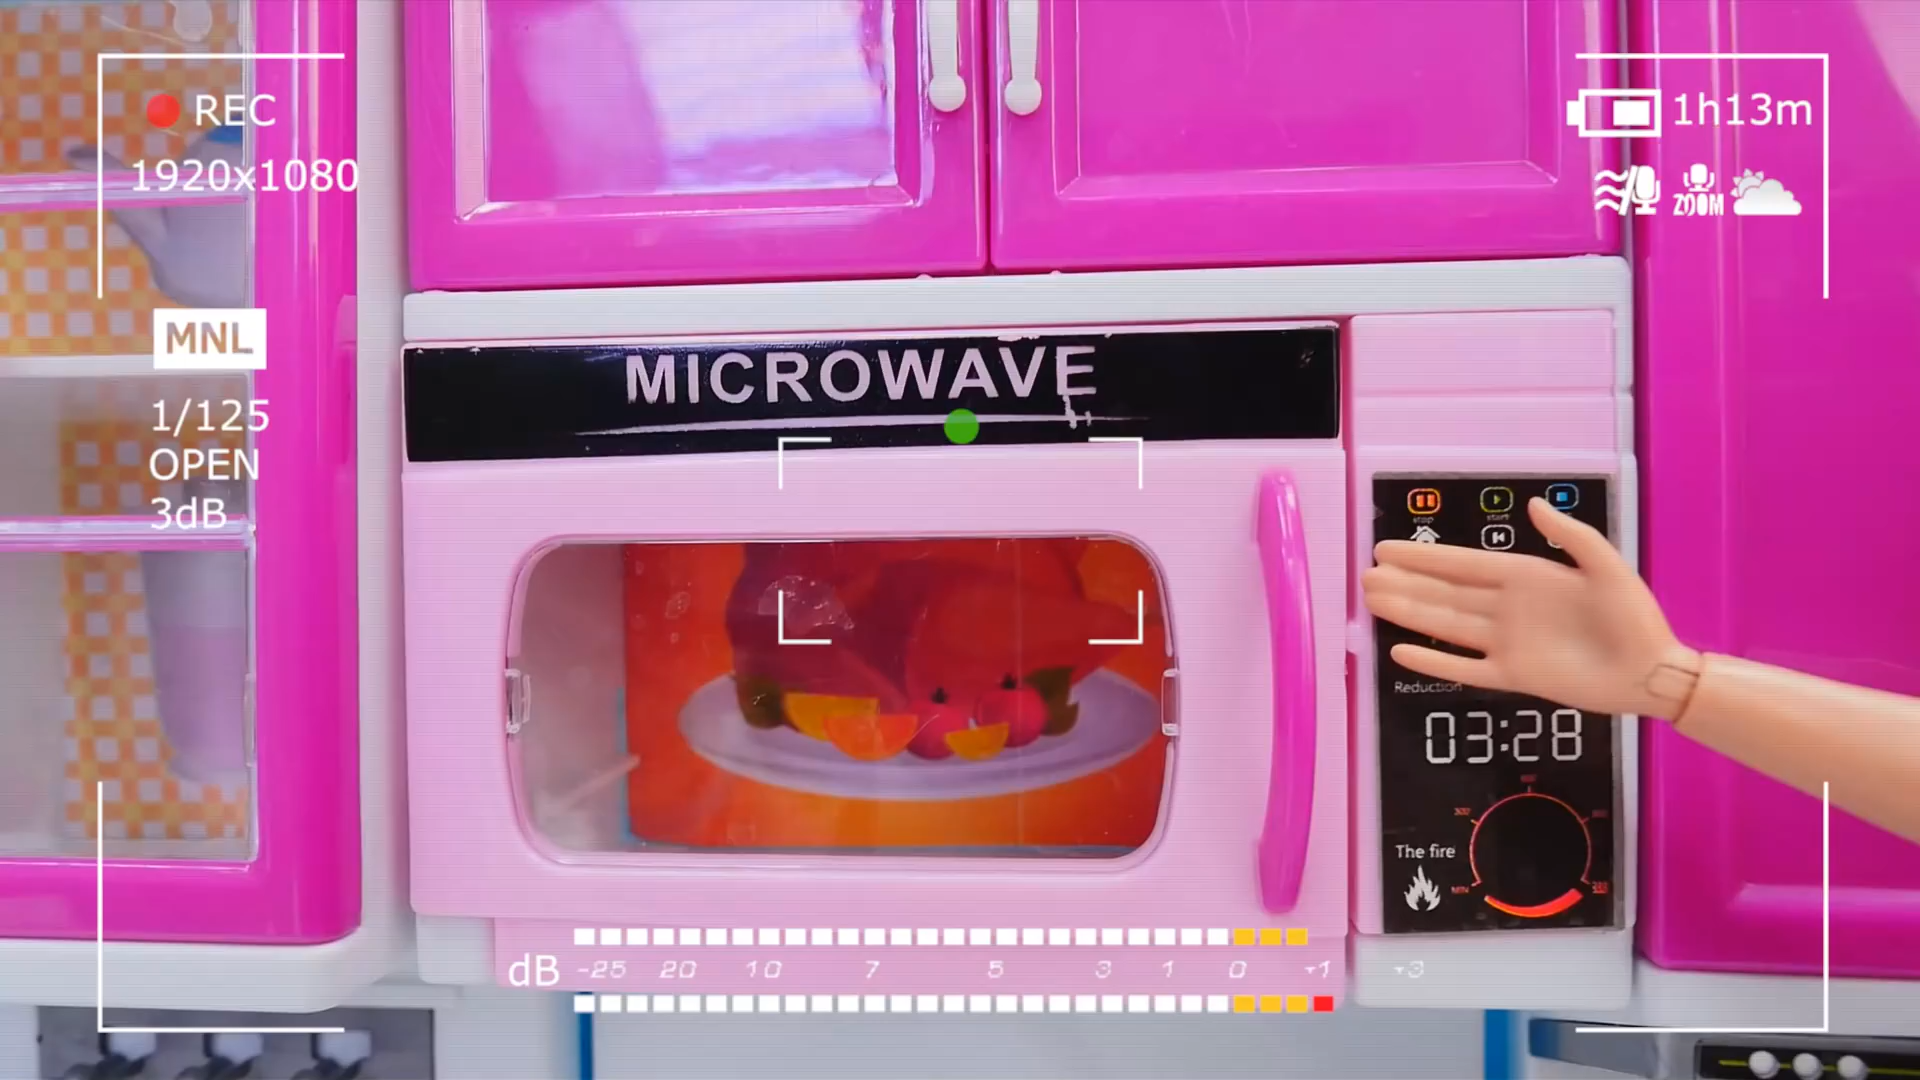 REC
1920x1080
1h13m
ZOOM
MNL
1/125
OPEN
3dB
MICROWAVE
stop
start
Reduction
03:28
The fire
MIN
dB -25 20 10 7 5 3 1 0 +1 +3